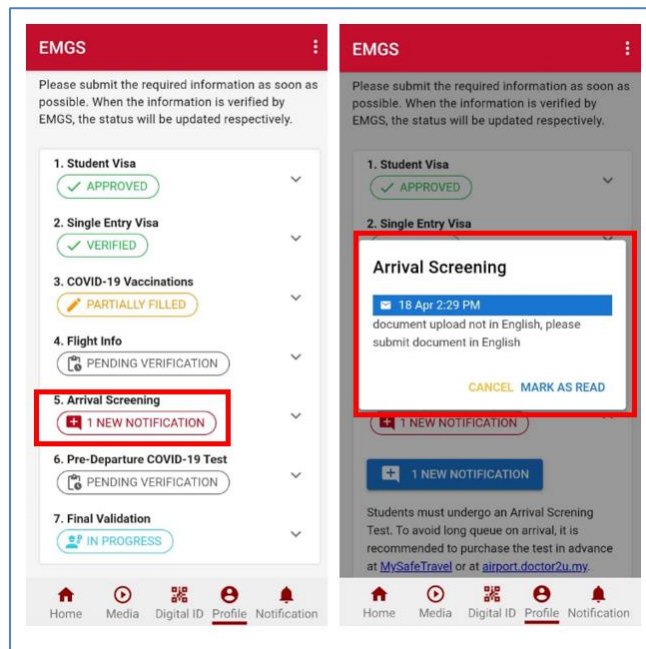 EMGS
Please submit the required information as soon as
possible. When the information is verified by
EMGS, the status will be updated respectively.
1. Student Visa
APPROVED
2. Single Entry Visa
VERIFIED
3. COVID-19 Vaccinations
PARTIALLY FILLED
4. Flight Info
PENDING VERIFICATION
5. Arrival Screening
1 NEW NOTIFICATION
6. Pre-Departure COVID-19 Test
PENDING VERIFICATION
7. Final Validation
IN PROGRESS
Home Media Digital ID Profile Notification
EMGS
Please submit the required information as soon as
possible. When the information is verified by
EMGS, the status will be updated respectively.
1. Student Visa
APPROVED
2. Single Entry Visa
Arrival Screening
18 Apr 2:29 PM
document upload not in English, please
submit document in English
CANCEL MARK AS READ
1 NEW NOTIFICATION
1 NEW NOTIFICATION
Students must undergo an Arrival Screning
Test. To avoid long queue on arrival, it is
recommended to purchase the test in advance
at MySafeTravel or at airport.doctor2u.my.
Home Media Digital ID Profile Notification